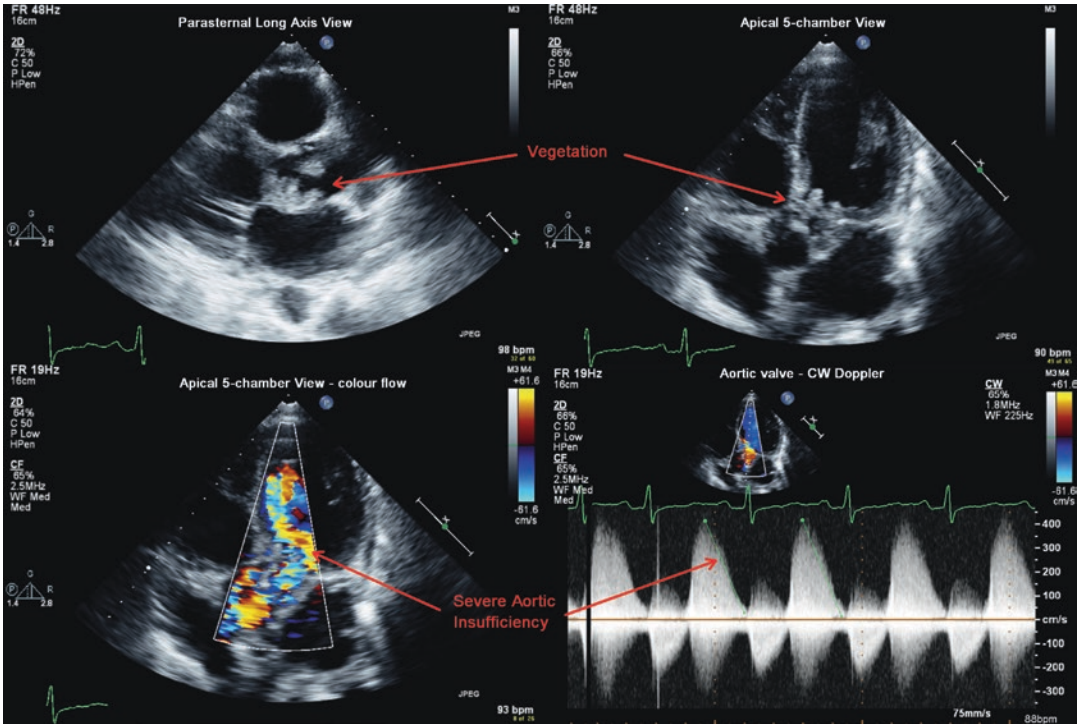 FR 48Hz
16cm
2D
72%
C 50
P Low
HPen
Parasternal Long Axis View
M3
P
G
R
1.4
2.8
x
JPEG
98 bpm
FR 48Hz
16cm
2D
66%
C 50
P Low
HPen
Apical 5-chamber View
M3
P
G
R
1.4
2.8
x
JPEG
90 bpm
Vegetation
FR 19Hz
16cm
2D
64%
C 50
P Low
HPen
CF
65%
2.5MHz
WF Med
Med
Apical 5-chamber View - colour flow
M3 M4
+61.6
-61.6
cm/s
P
G
R
1.4
2.8
x
JPEG
93 bpm
Severe Aortic
Insufficiency
FR 19Hz
16cm
2D
66%
C 50
P Low
HPen
CF
65%
2.5MHz
WF Med
Med
Aortic valve - CW Doppler
CW
65%
1.8MHz
WF 225Hz
M3 M4
+61.6
-61.6
cm/s
P
G
R
1.4
2.8
x
400
300
200
100
cm/s
-100
-200
-300
75mm/s
88bpm